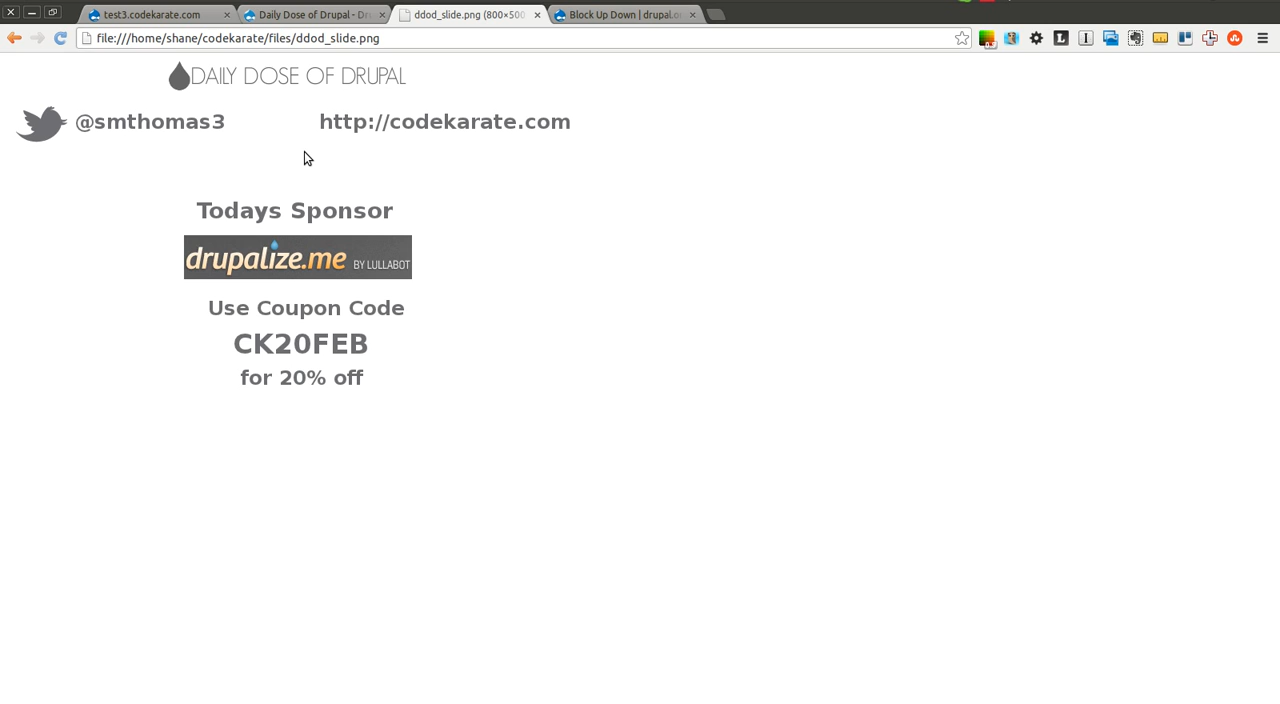 test3.codekarate.com
Daily Dose of Drupal - Dru
ddod_slide.png (800×500
Block Up Down | drupal.or
file:///home/shane/codekarate/files/ddod_slide.png
DAILY DOSE OF DRUPAL
@smthomas3
http://codekarate.com
Todays Sponsor
drupalize.me BY LULLABOT
Use Coupon Code
CK20FEB
for 20% off